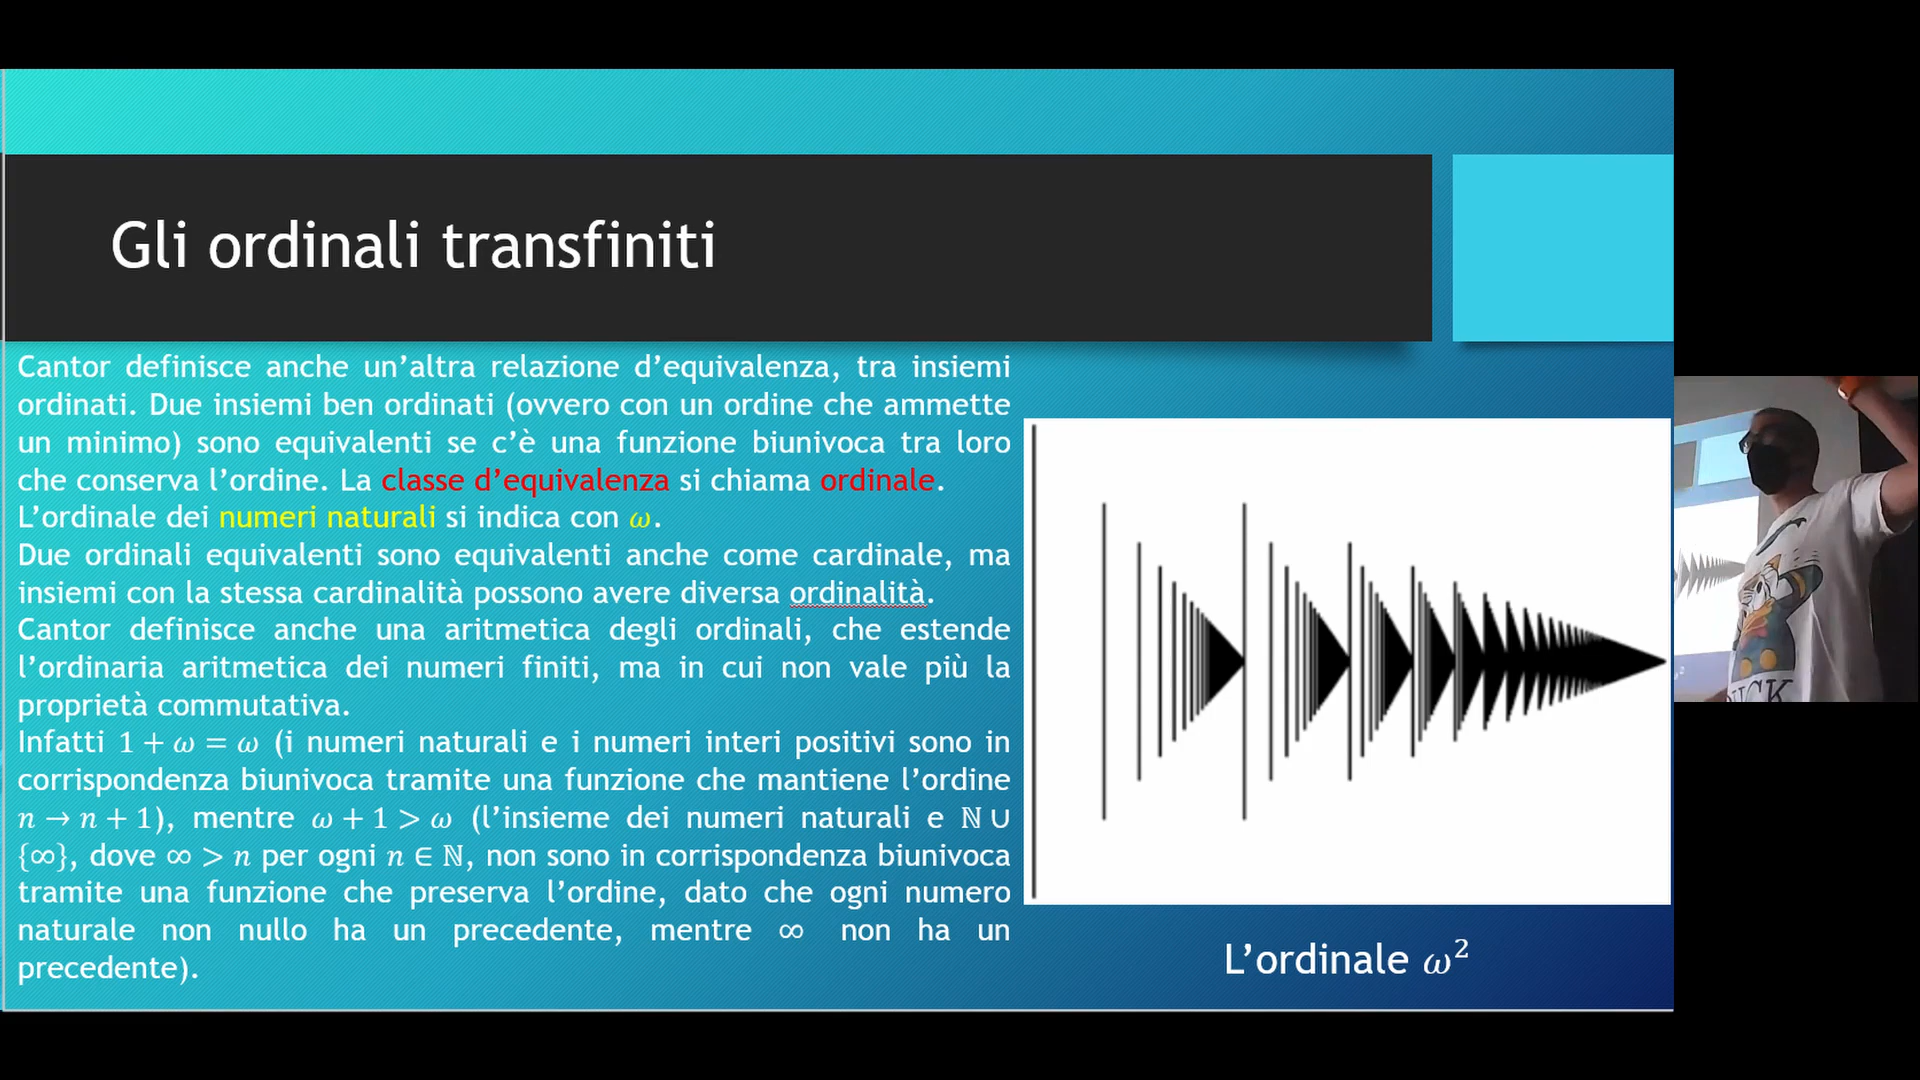 Gli ordinali transfiniti
Cantor definisce anche un’altra relazione d’equivalenza, tra insiemi
ordinati. Due insiemi ben ordinati (ovvero con un ordine che ammette
un minimo) sono equivalenti se c’è una funzione biunivoca tra loro
che conserva l’ordine. La classe d’equivalenza si chiama ordinale.
L’ordinale dei numeri naturali si indica con ω.
Due ordinali equivalenti sono equivalenti anche come cardinale, ma
insiemi con la stessa cardinalità possono avere diversa ordinalità.
Cantor definisce anche una aritmetica degli ordinali, che estende
l’ordinaria aritmetica dei numeri finiti, ma in cui non vale più la
proprietà commutativa.
Infatti 1 + ω = ω (i numeri naturali e i numeri interi positivi sono in
corrispondenza biunivoca tramite una funzione che mantiene l’ordine
n → n + 1), mentre ω + 1 > ω (l’insieme dei numeri naturali e ℕ ∪
{∞}, dove ∞ > n per ogni n ∈ ℕ, non sono in corrispondenza biunivoca
tramite una funzione che preserva l’ordine, dato che ogni numero
naturale non nullo ha un precedente, mentre ∞ non ha un
precedente).
L’ordinale ω²